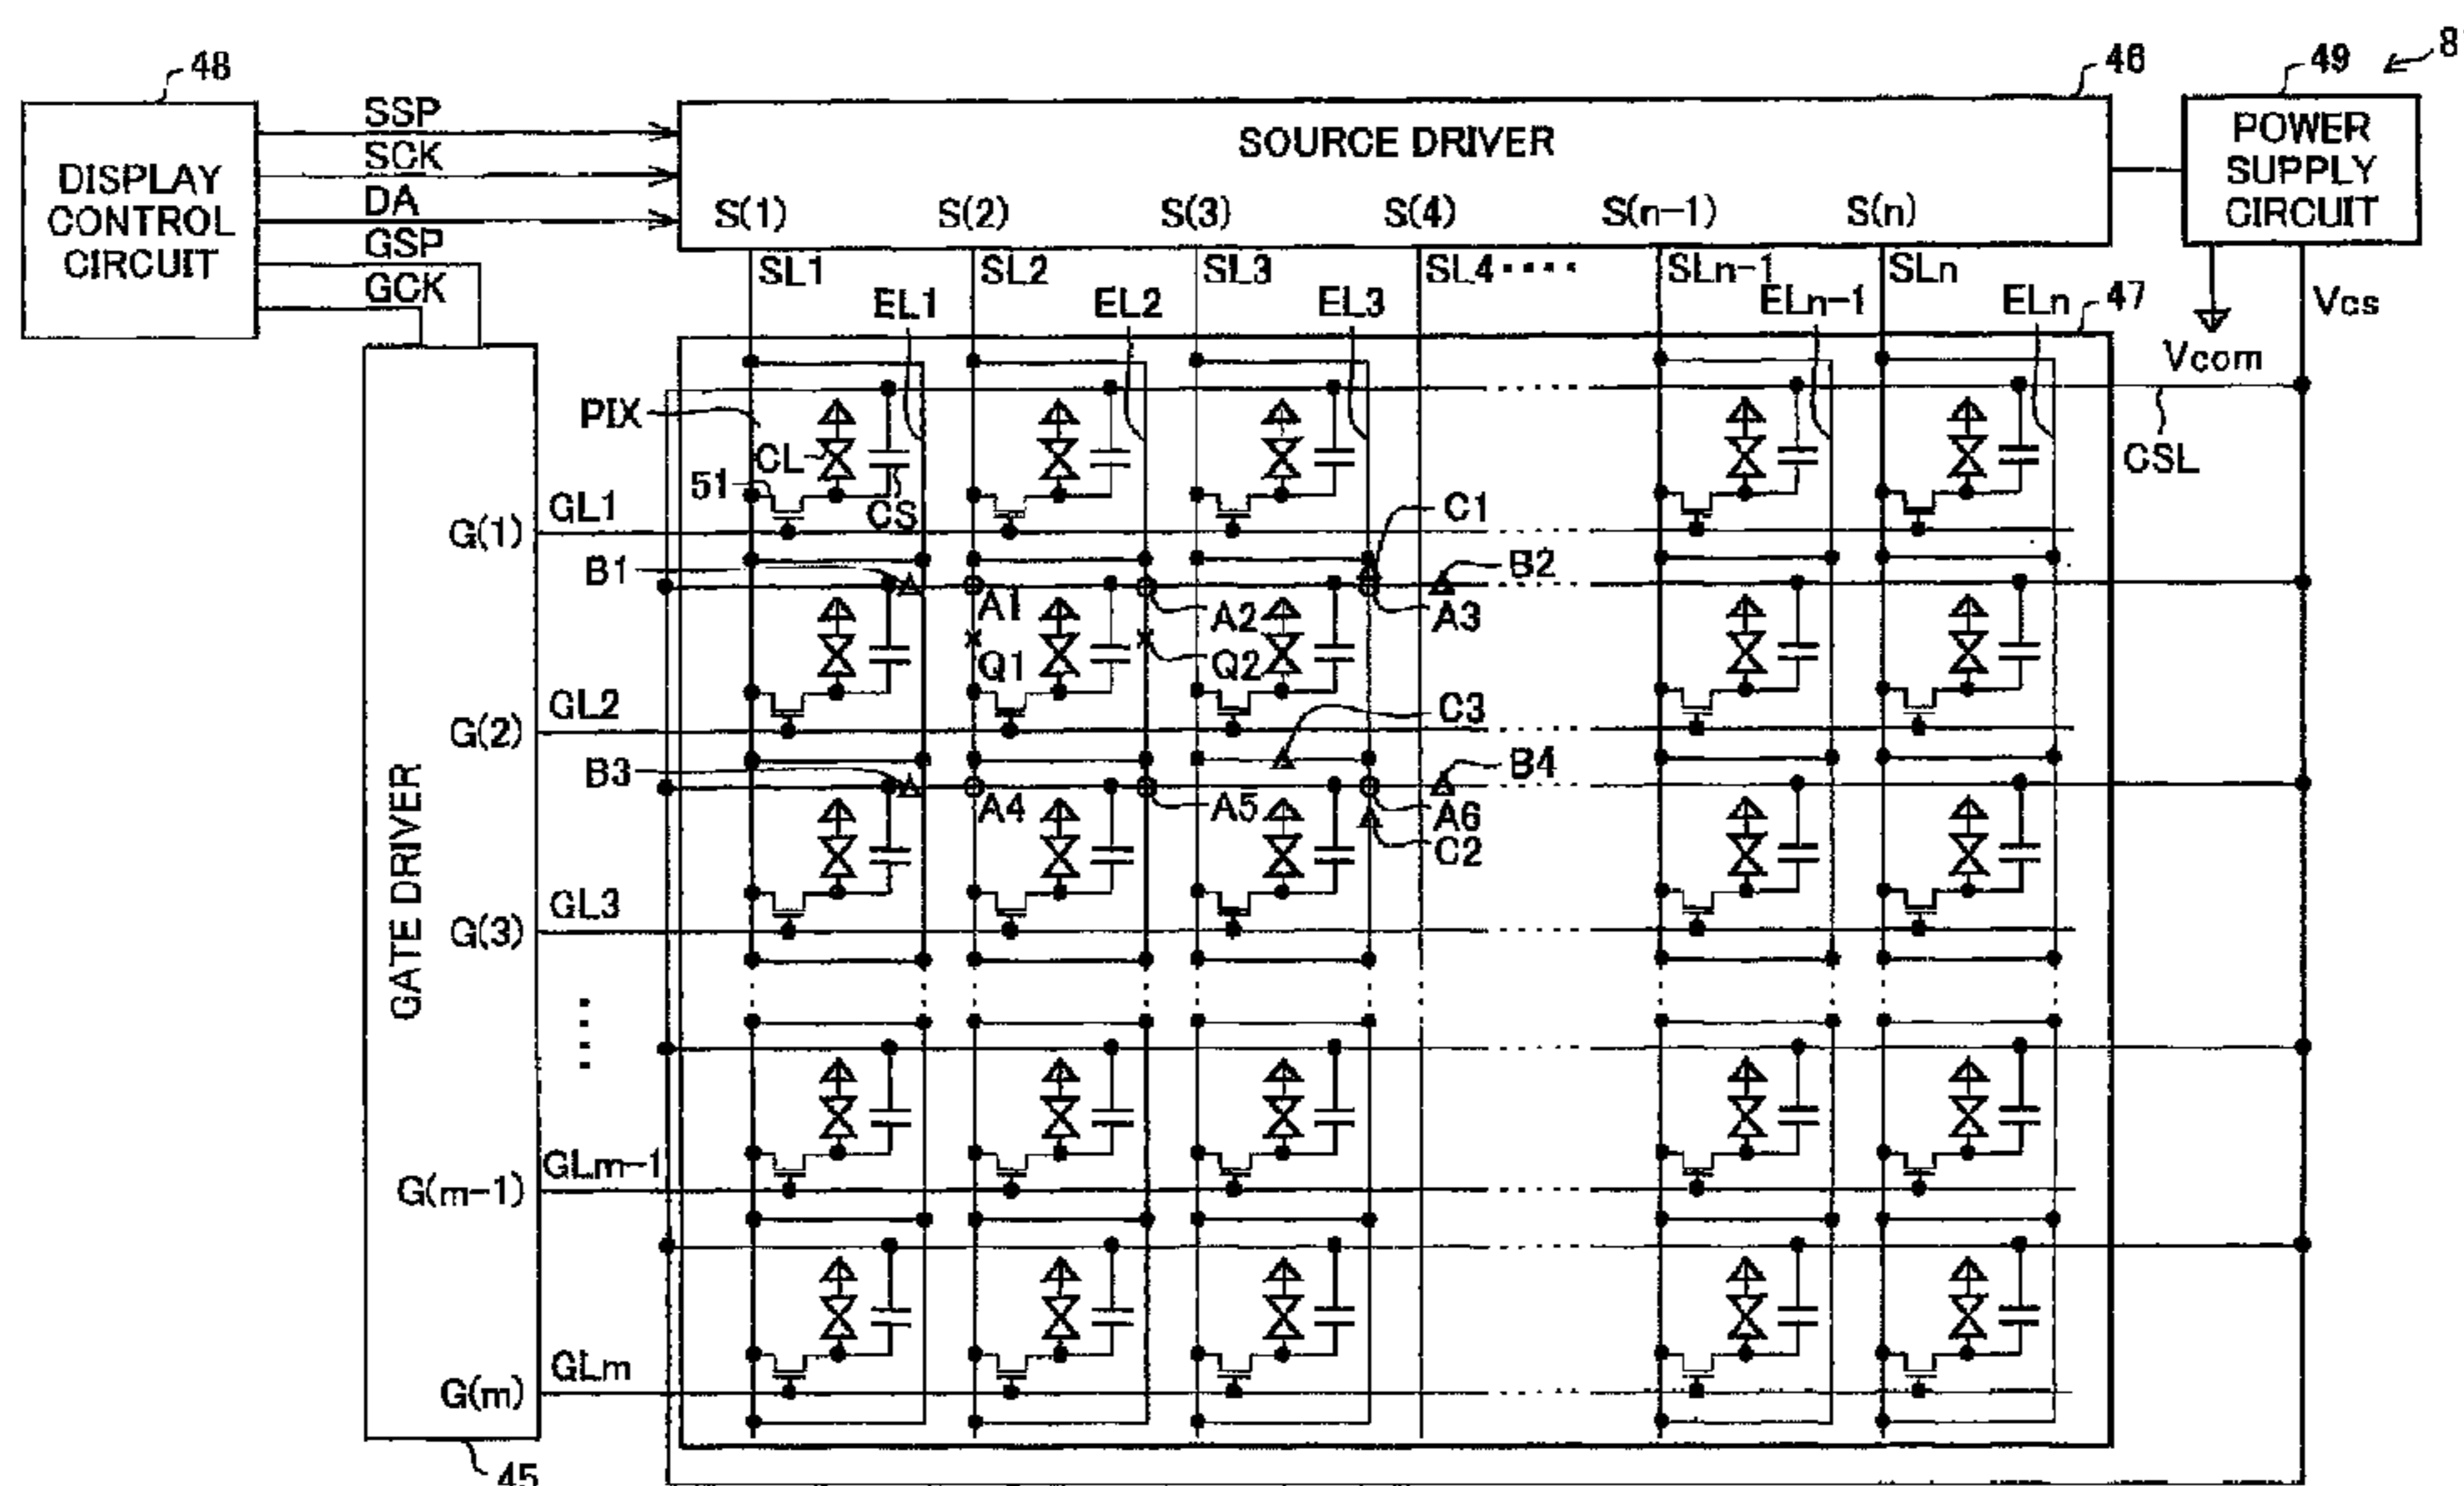 48
SSP
SCK
DA
GSP
GCK
DISPLAY
CONTROL
CIRCUIT
46
SOURCE DRIVER
S(1)
S(2)
S(3)
S(4)
S(n-1)
S(n)
49
8
POWER
SUPPLY
CIRCUIT
SL1
SL2
SL3
SL4････
SLn-1
SLn
EL1
EL2
EL3
ELn-1
ELn
47
Vcom
Vcs
CSL
PIX
CL
51
CS
G(1)
GL1
C1
B1
B2
A1
A2
A3
Q1
Q2
G(2)
GL2
C3
B3
B4
A4
A5
A6
C2
G(3)
GL3
GATE DRIVER
G(m-1)
GLm-1
G(m)
GLm
45